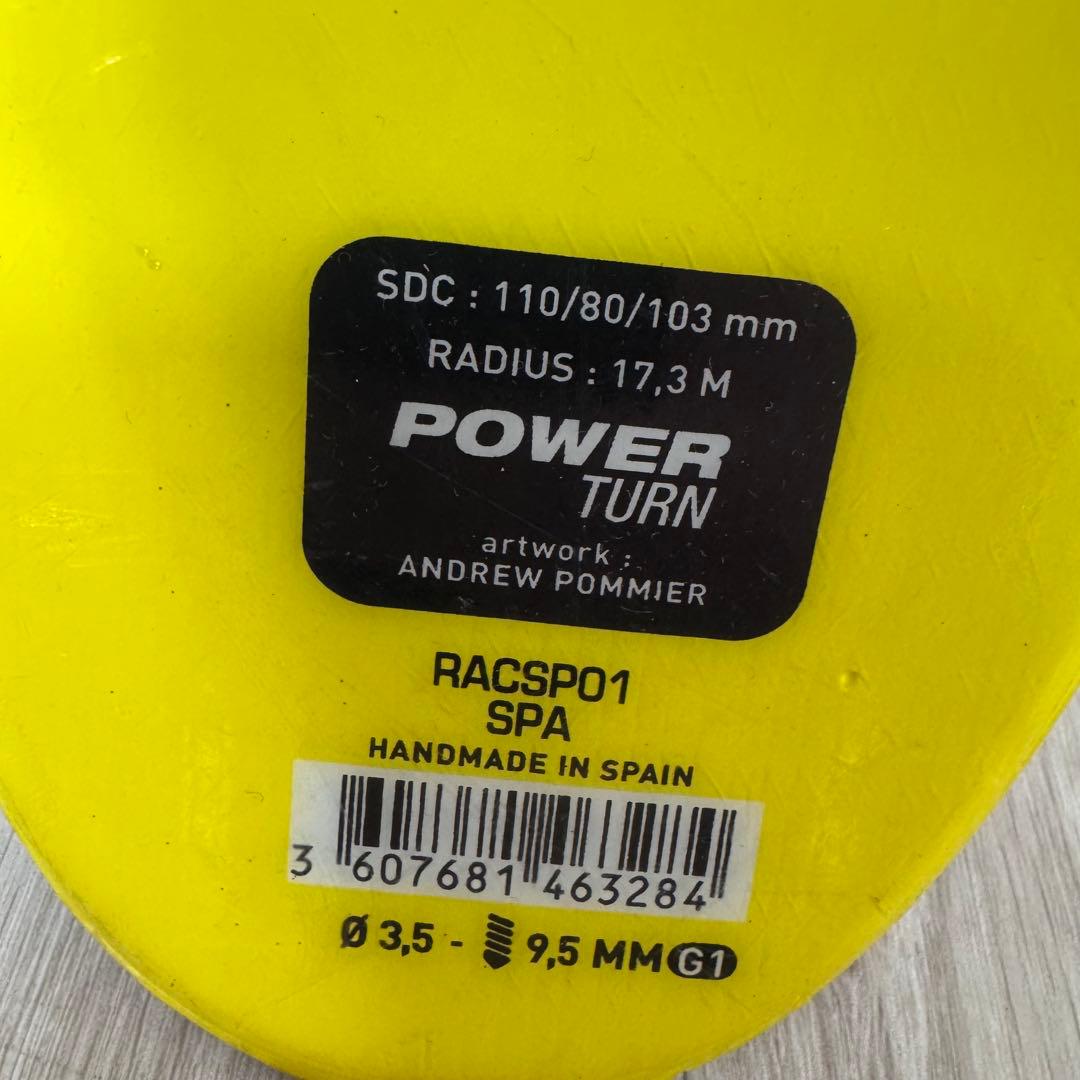 SDC : 110/80/103 mm
RADIUS : 17,3 M
POWER
TURN
artwork :
ANDREW POMMIER
RACSP01
SPA
HANDMADE IN SPAIN
3 607681 463284
Ø 3,5 - 9,5 MM G1